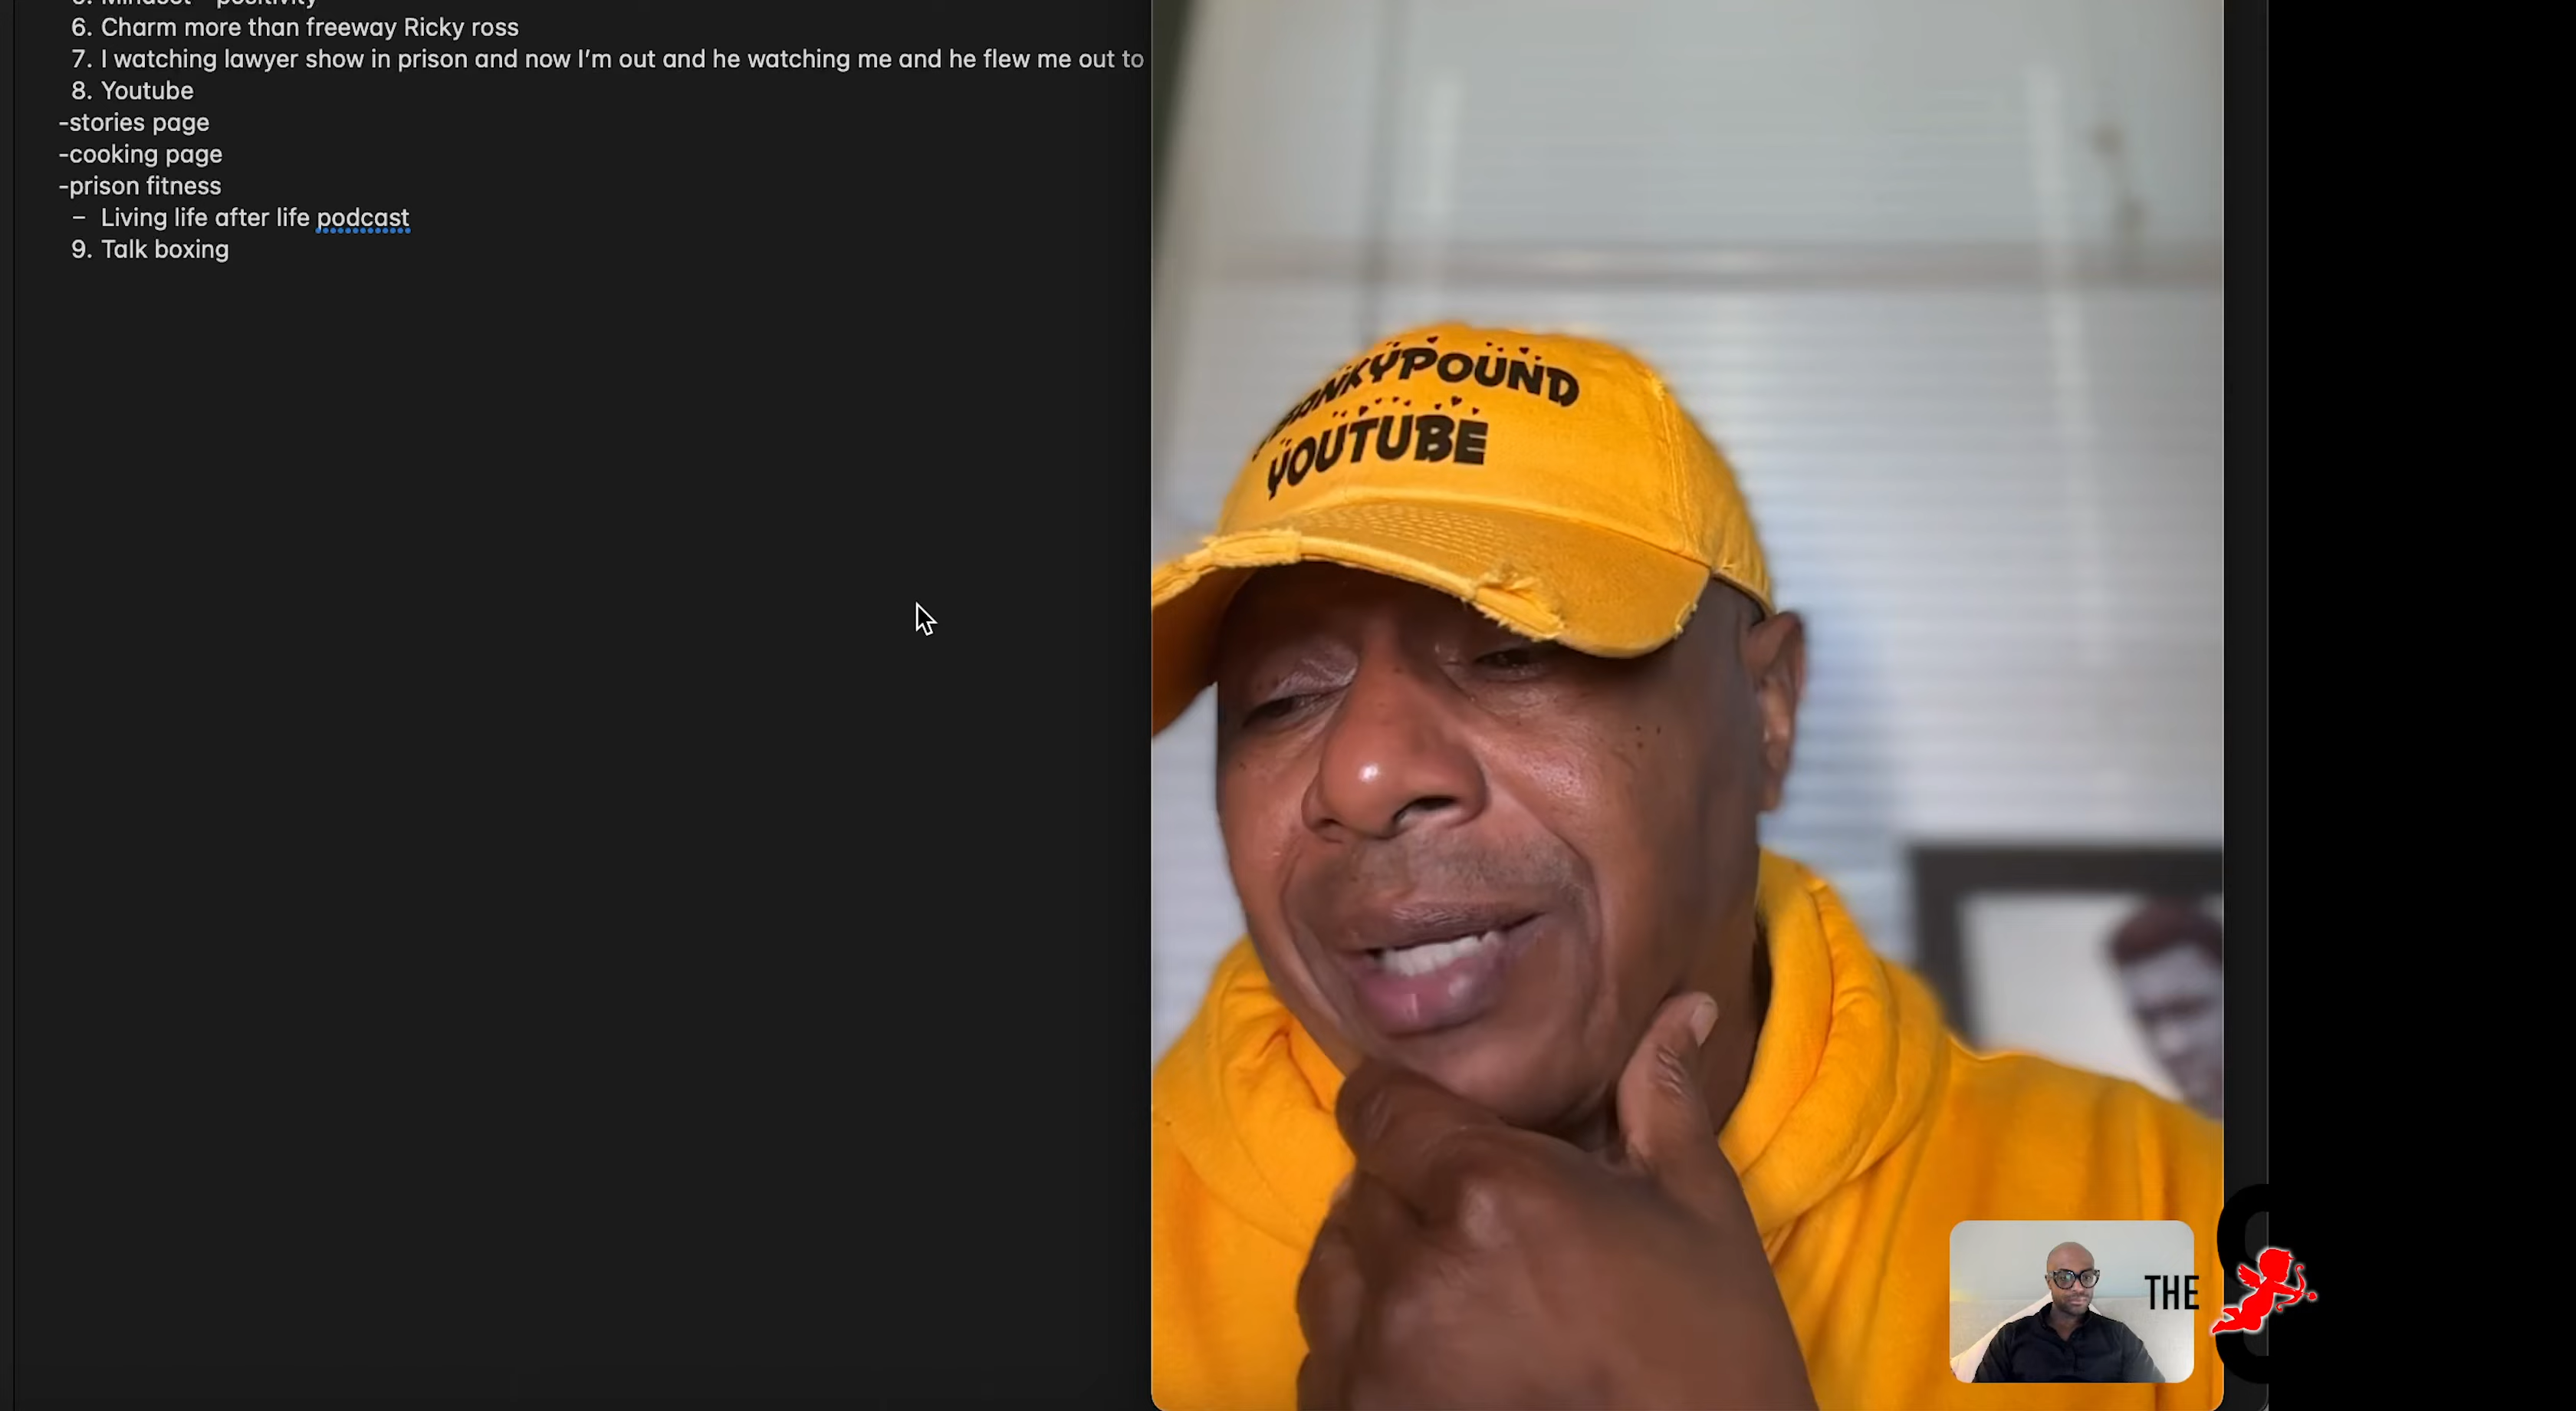 6. Charm more than freeway Ricky ross
7. I watching lawyer show in prison and now I'm out and he watching me and he flew me out to
8. Youtube
-stories page
-cooking page
-prison fitness
– Living life after life podcast
9. Talk boxing
YOUTUBE
THE